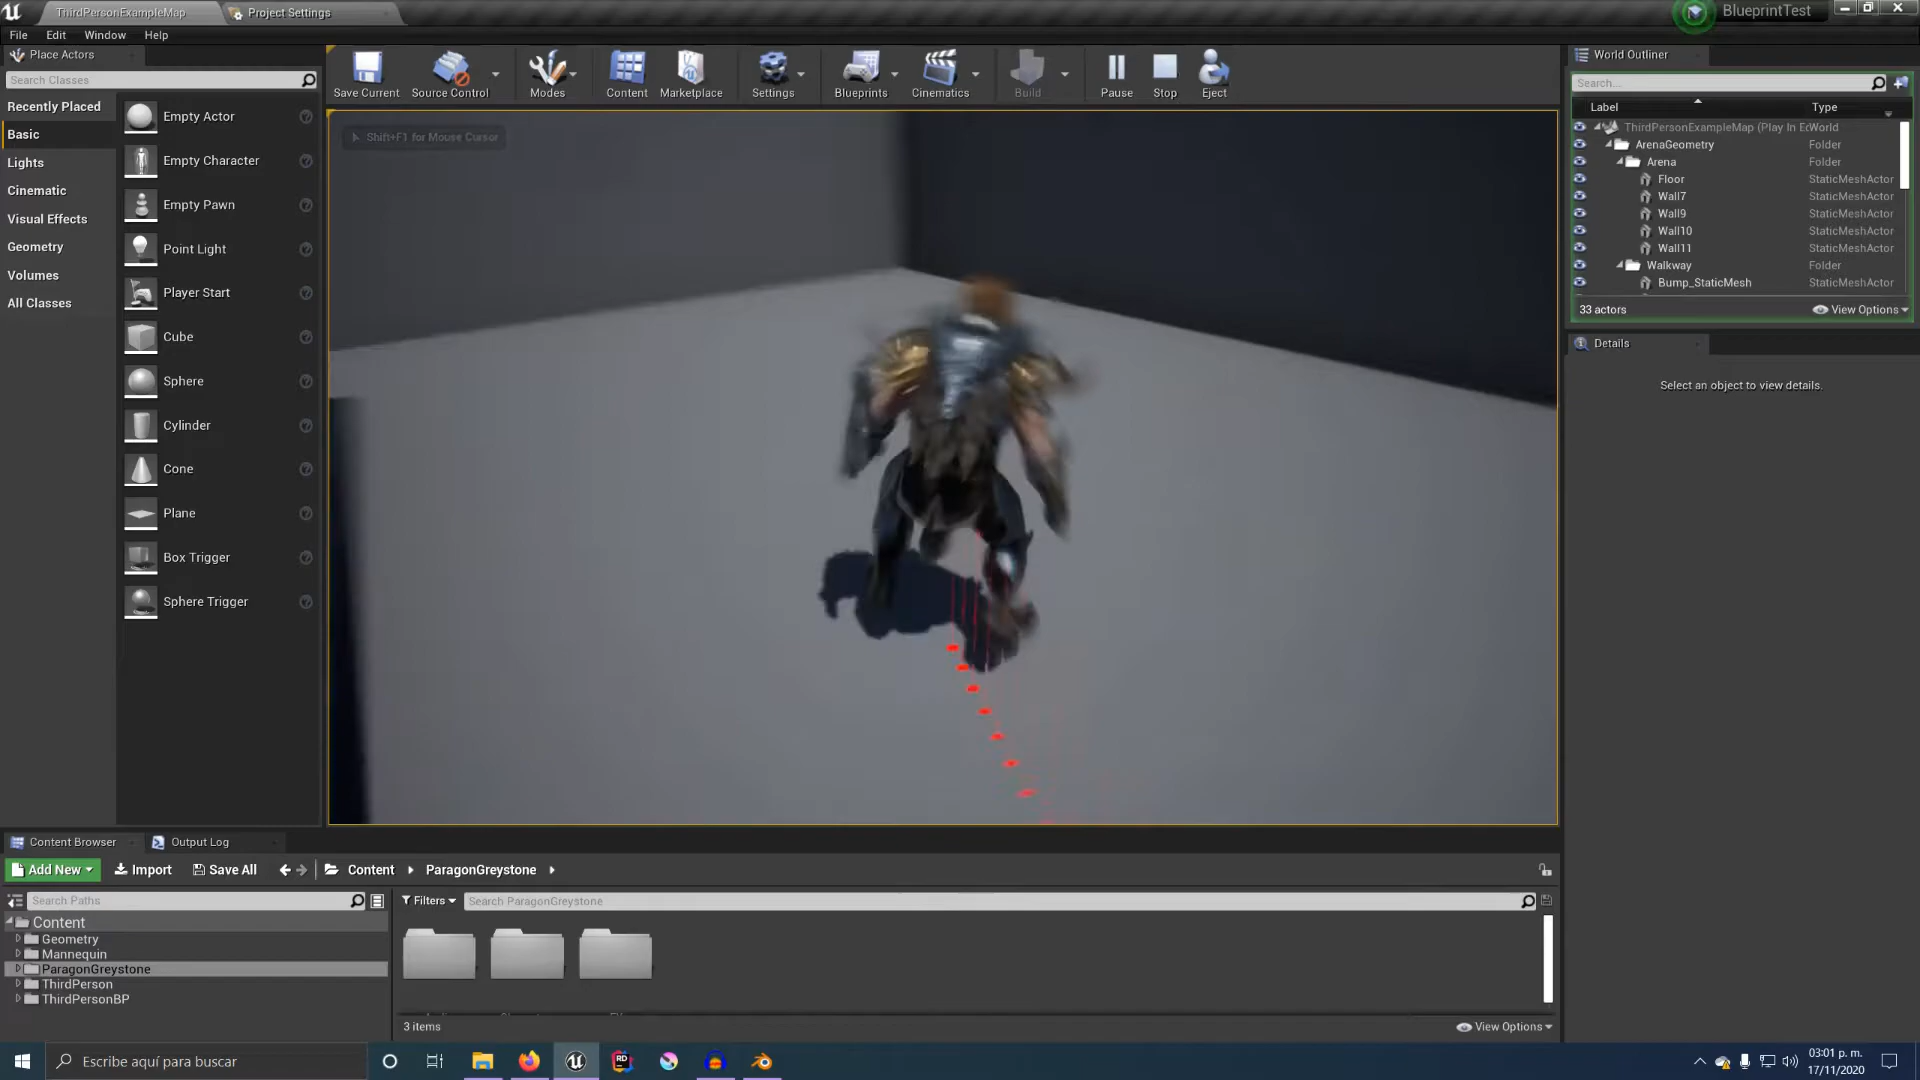 ThirdPersonExampleMap
Project Settings
BlueprintTest
File Edit Window Help
Place Actors
Search Classes
Recently Placed
Basic
Lights
Cinematic
Visual Effects
Geometry
Volumes
All Classes
Empty Actor
Empty Character
Empty Pawn
Point Light
Player Start
Cube
Sphere
Cylinder
Cone
Plane
Box Trigger
Sphere Trigger
Save Current
Source Control
Modes
Content
Marketplace
Settings
Blueprints
Cinematics
Build
Pause
Stop
Eject
Shift+F1 for Mouse Cursor
World Outliner
Search...
Label Type
ThirdPersonExampleMap (Play In Ed World
ArenaGeometry Folder
Arena Folder
Floor StaticMeshActor
Wall7 StaticMeshActor
Wall9 StaticMeshActor
Wall10 StaticMeshActor
Wall11 StaticMeshActor
Walkway Folder
Bump_StaticMesh StaticMeshActor
33 actors View Options
Details
Select an object to view details.
Content Browser
Output Log
Add New Import Save All Content ParagonGreystone
Search Paths
Filters Search ParagonGreystone
Content
Geometry
Mannequin
ParagonGreystone
ThirdPerson
ThirdPersonBP
3 items View Options
Escribe aquí para buscar
RD
03:01 p. m.
17/11/2020